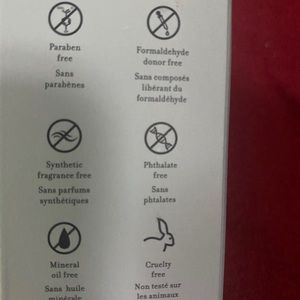 Paraben
free
Sans
parabènes
Formaldehyde
donor free
Sans composés
libérant du
formaldéhyde
Synthetic
fragrance free
Sans parfums
synthétiques
Phthalate
free
Sans
phtalates
Mineral
oil free
Sans huile
minérale
Cruelty
free
Non testé sur
les animaux